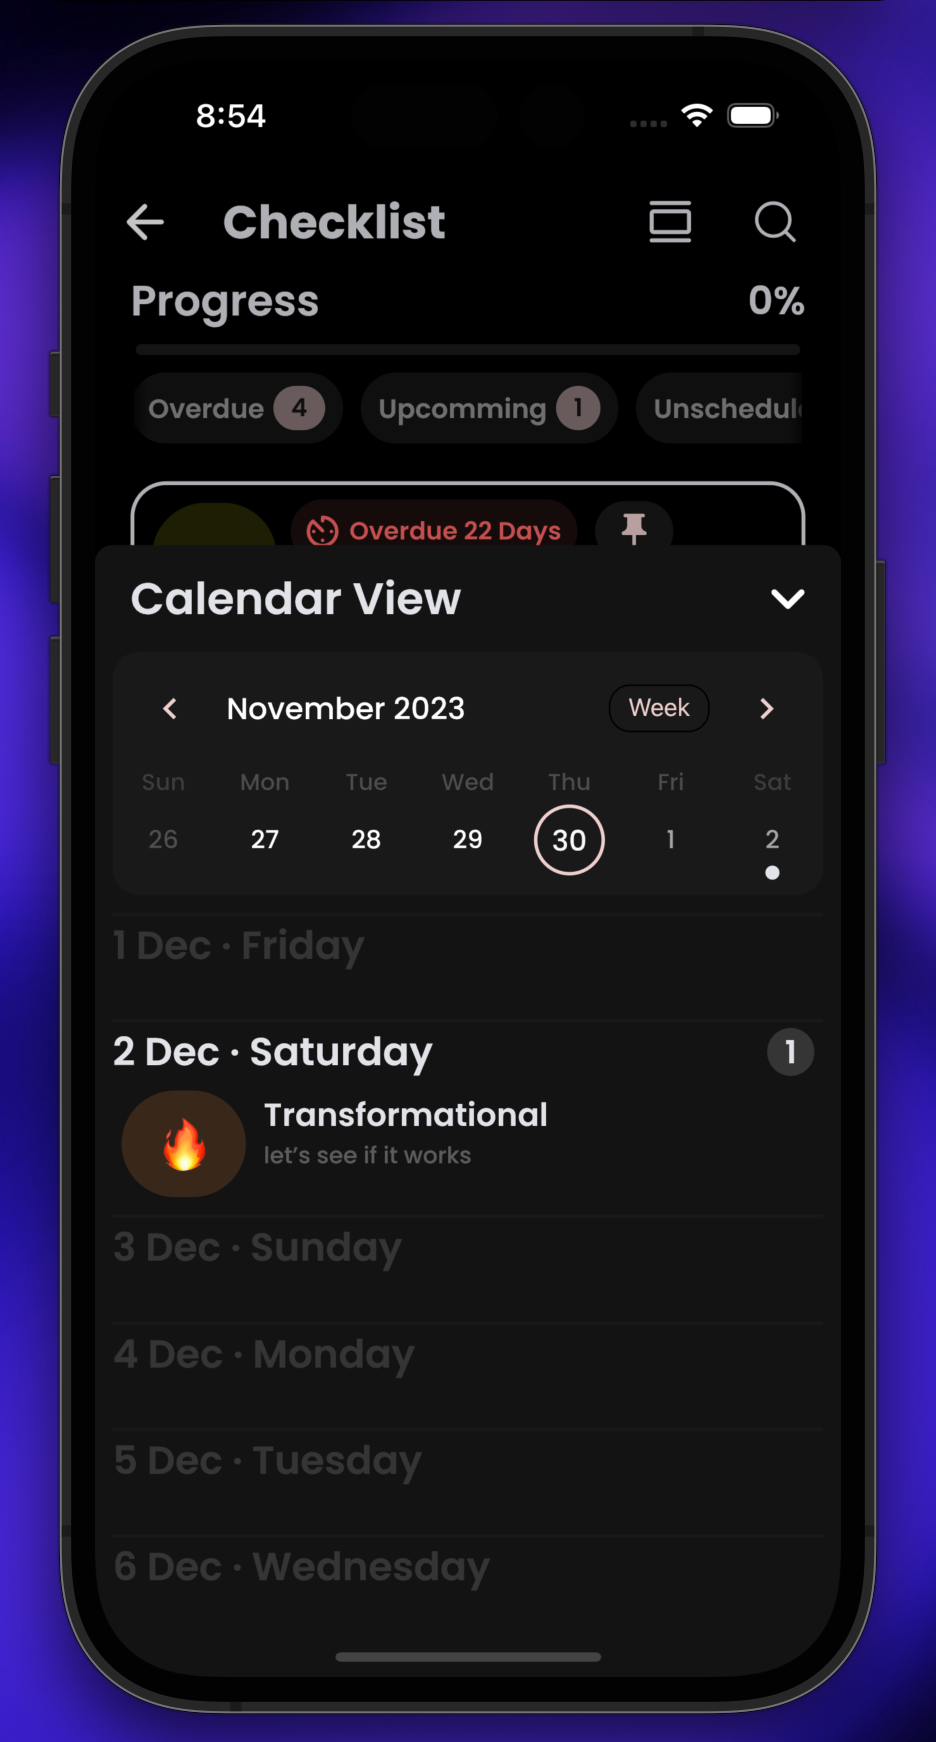 8:54
Checklist
Progress 0%
Overdue 4 Upcomming 1 Unschedul
Overdue 22 Days
Calendar View
November 2023 Week
Sun Mon Tue Wed Thu Fri Sat
26 27 28 29 30 1 2
1 Dec · Friday
2 Dec · Saturday 1
Transformational
let's see if it works
3 Dec · Sunday
4 Dec · Monday
5 Dec · Tuesday
6 Dec · Wednesday